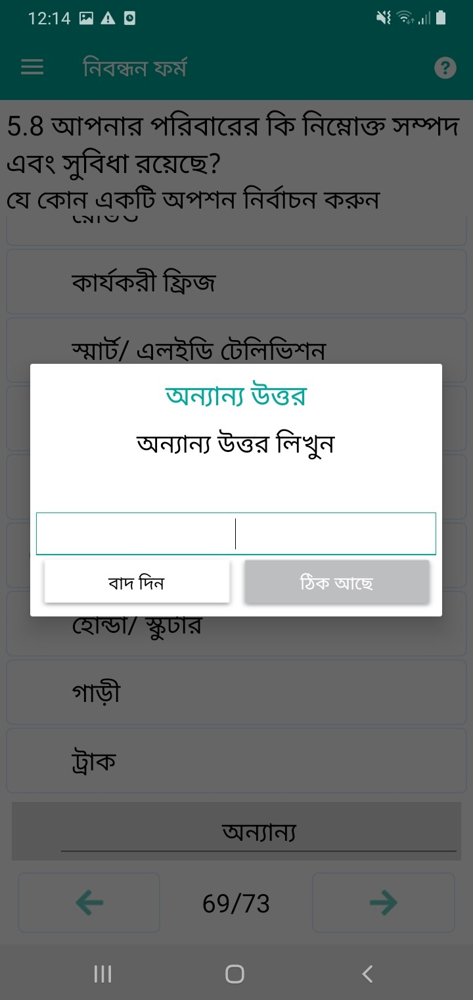 12:14
নিবন্ধন ফর্ম
?
5.8 আপনার পরিবারের কি নিম্নোক্ত সম্পদ
এবং সুবিধা রয়েছে?
যে কোন একটি অপশন নির্বাচন করুন
কার্যকরী ফ্রিজ
স্মার্ট/ এলইডি টেলিভিশন
অন্যান্য উত্তর
অন্যান্য উত্তর লিখুন
বাদ দিন
ঠিক আছে
হোন্ডা/ স্কুটার
গাড়ী
ট্রাক
অন্যান্য
69/73